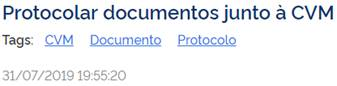 Protocolar documentos junto à CVM
Tags: CVM Documento Protocolo
31/07/2019 19:55:20